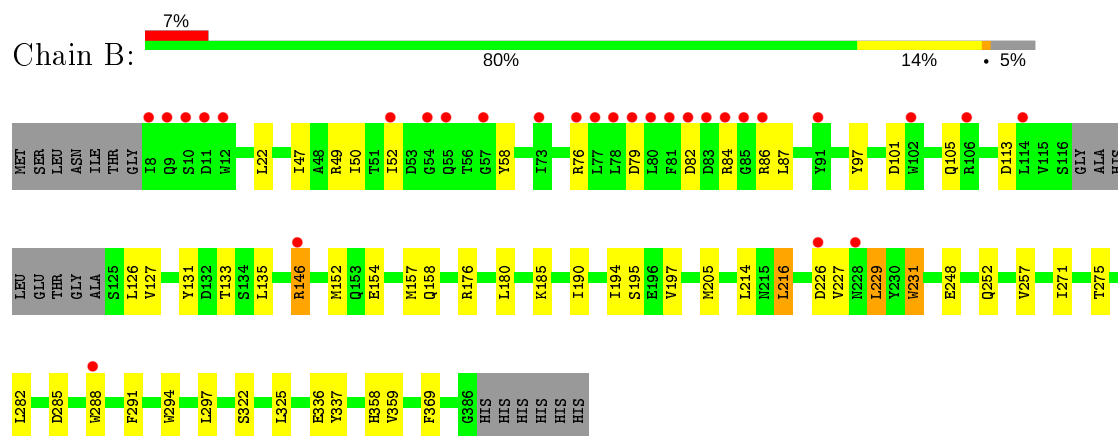 7%
Chain B:
80% 14% • 5%
MET SER LEU ASN ILE THR GLY I8 Q9 S10 D11 W12 L22 I47 A48 R49 I50 T51 I52 D53 G54 Q55 T56 G57 Y58 I73 R76 L77 L78 D79 L80 F81 D82 D83 R84 G85 R86 L87 Y91 Y97 D101 W102 Q105 R106 D113 L114 V115 S116 GLY ALA HIS
LEU GLU THR GLY ALA S125 L126 V127 Y131 D132 T133 S134 L135 R146 M152 Q153 E154 M157 Q158 R176 L180 K185 I190 I194 S195 E196 V197 M205 L214 N215 L216 D226 V227 N228 L229 Y230 W231 E248 Q252 V257 I271 T275
L282 D285 W288 F291 W294 L297 S322 L325 E336 Y337 H358 V359 F369 G386 HIS HIS HIS HIS HIS HIS